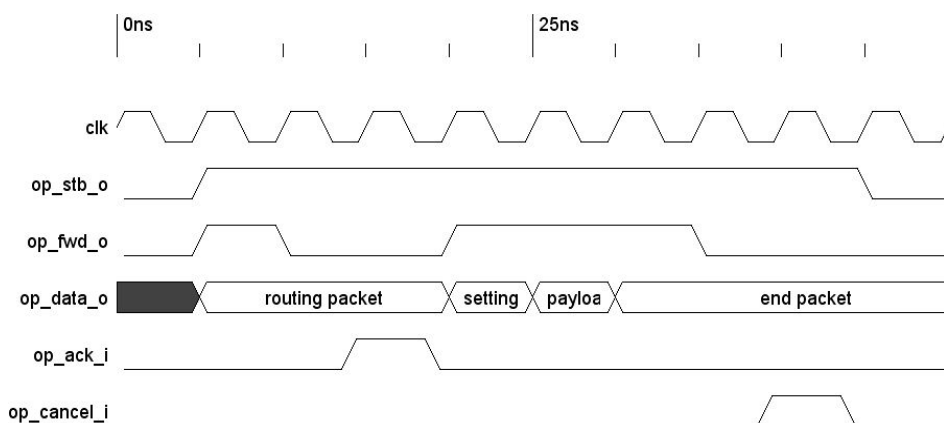 0ns 25ns
clk
op_stb_o
op_fwd_o
op_data_o routing packet setting payloa end packet
op_ack_i
op_cancel_i